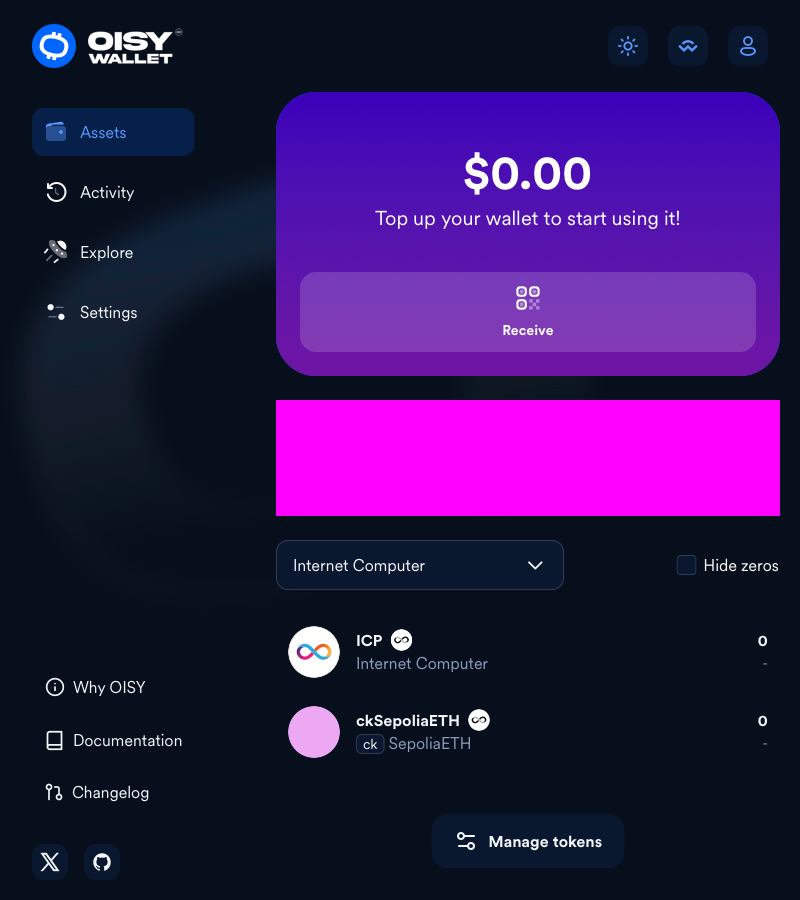 OISY
WALLET
Assets
Activity
Explore
Settings
$0.00
Top up your wallet to start using it!
Receive
Internet Computer
Hide zeros
ICP
0
Internet Computer
-
ckSepoliaETH
0
ck SepoliaETH
-
Manage tokens
Why OISY
Documentation
Changelog